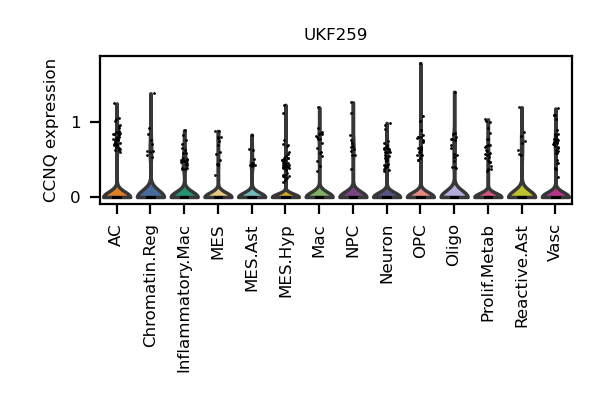 UKF259
CCNQ expression
1
0
AC
Chromatin.Reg
Inflammatory.Mac
MES
MES.Ast
MES.Hyp
Mac
NPC
Neuron
OPC
Oligo
Prolif.Metab
Reactive.Ast
Vasc